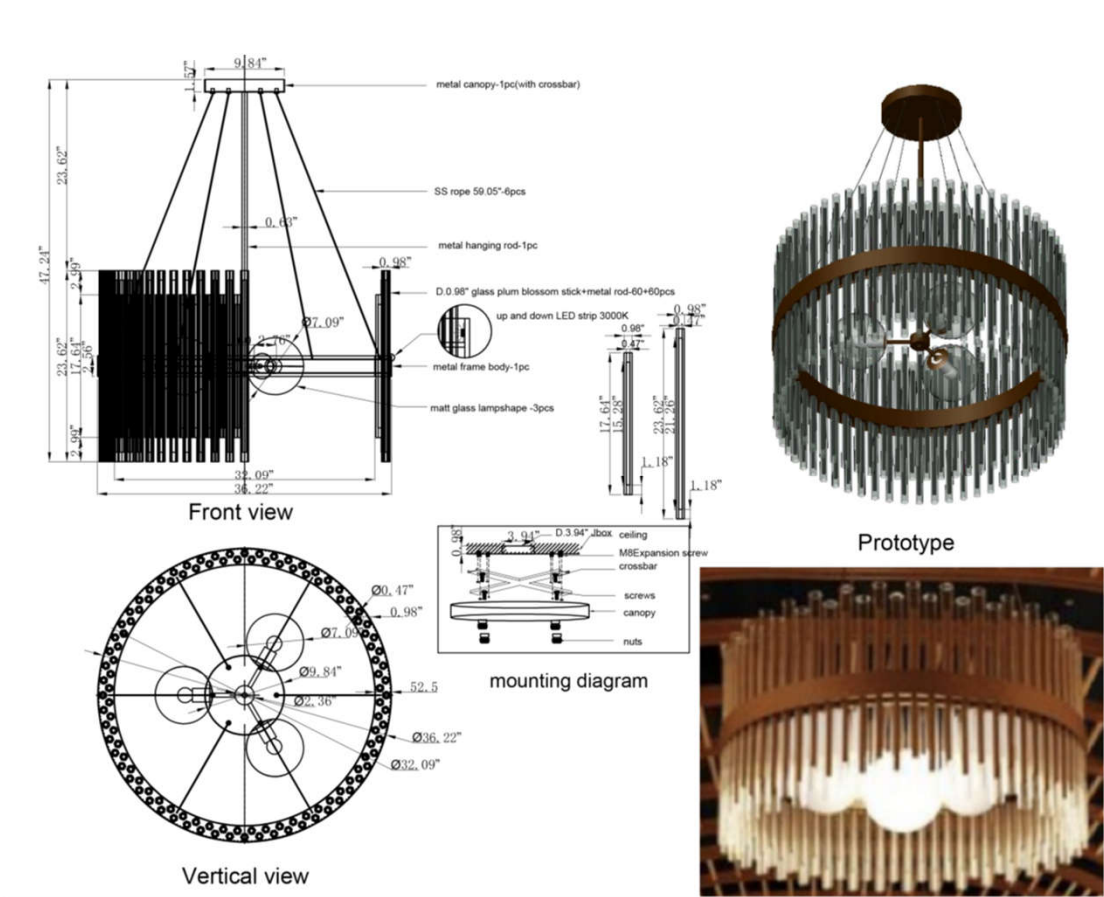 9.84"
1.57"
metal canopy-1pc(with crossbar)
23.62"
SS rope 59.05"-6pcs
0.63"
metal hanging rod-1pc
47.24"
0.98"
2.99"
D.0.98" glass plum blossom stick+metal rod-60+60pcs
up and down LED strip 3000K
Ø7.09"
2.76"
23.62"
17.64"
metal frame body-1pc
matt glass lampshape -3pcs
2.99"
32.09"
36.22"
Front view
0.98"
0.47"
17.64"
15.28"
1.18"
0.98"
23.62"
21.26"
1.18"
Prototype
0.98"
3.94"
D.3.94" Jbox
ceiling
M8Expansion screw
crossbar
screws
canopy
nuts
mounting diagram
Ø0.47"
0.98"
Ø7.09
Ø9.84"
Ø2.36"
52.5
Ø36.22"
Ø32.09"
Vertical view